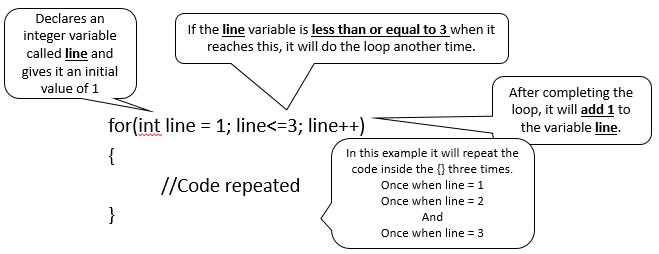 Declares an
integer variable
called line and
gives it an initial
value of 1
If the line variable is less than or equal to 3 when it
reaches this, it will do the loop another time.
After completing the
loop, it will add 1 to
the variable line.
for(int line = 1; line<=3; line++)
{
//Code repeated
}
In this example it will repeat the
code inside the {} three times.
Once when line = 1
Once when line = 2
And
Once when line = 3